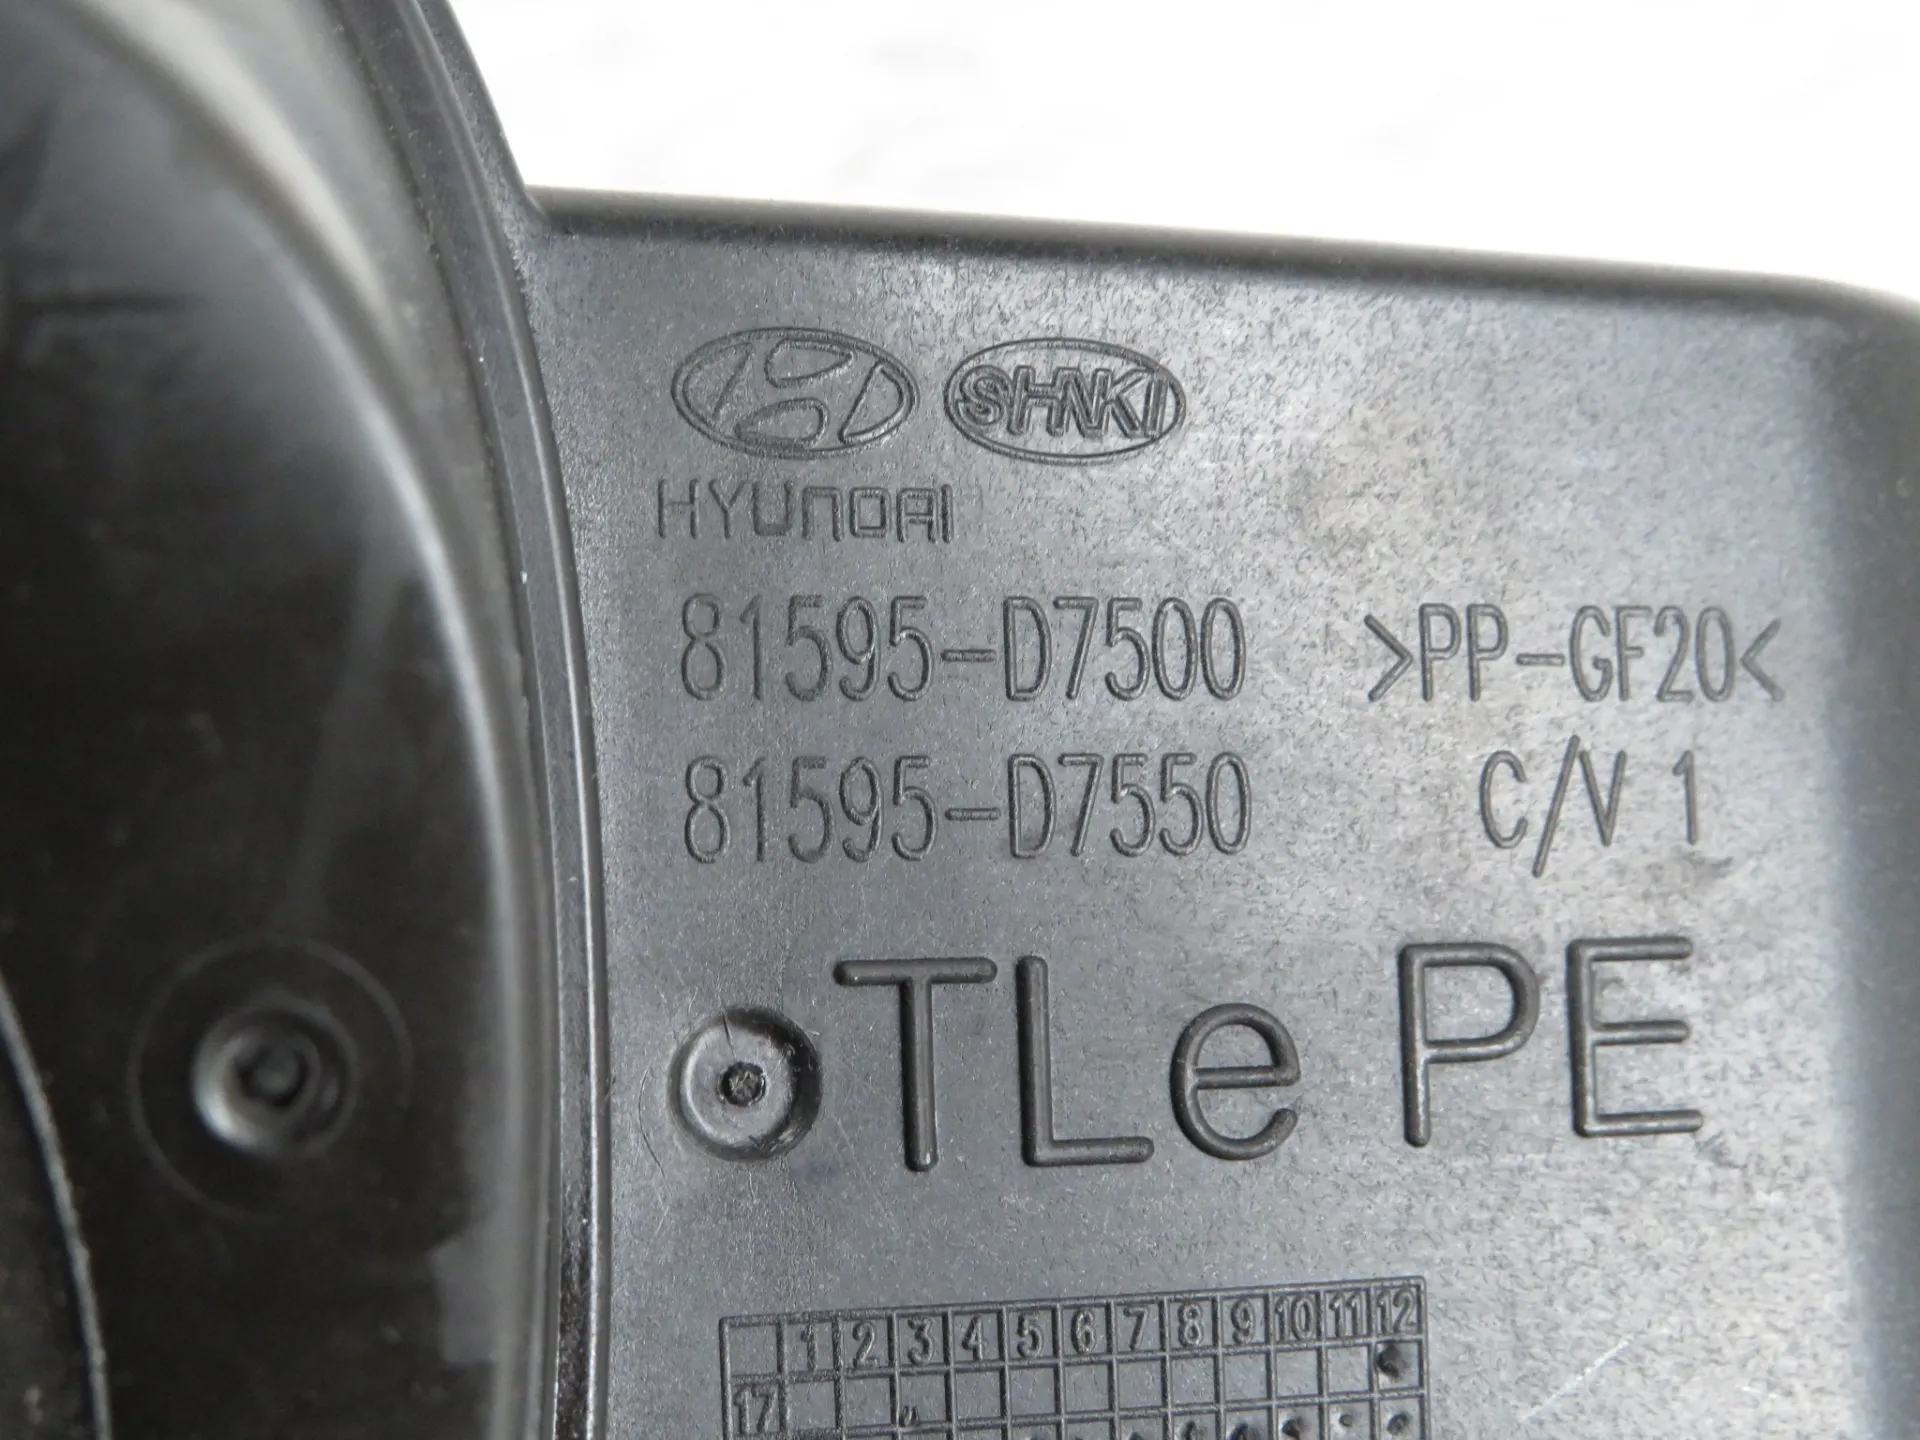 SHNKI
HYUNDAI
81595-D7500 >PP-GF20<
81595-D7550 C/V 1
TLe PE
1 2 3 4 5 6 7 8 9 10 11 12
17